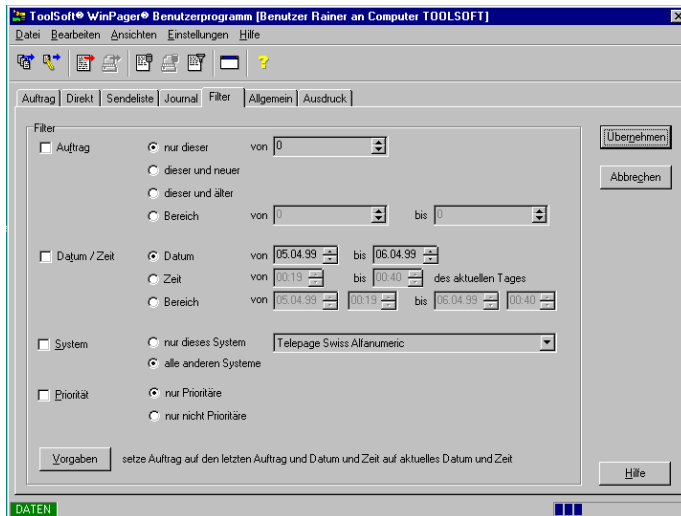 ToolSoft® WinPager® Benutzerprogramm [Benutzer Rainer an Computer TOOLSOFT]
Datei Bearbeiten Ansichten Einstellungen Hilfe
Auftrag Direkt Sendeliste Journal Filter Allgemein Ausdruck
Filter
Auftrag nur dieser von 0
dieser und neuer
dieser und älter
Bereich von 0 bis 0
Datum / Zeit Datum von 05.04.99 bis 06.04.99
Zeit von 00:19 bis 00:40 des aktuellen Tages
Bereich von 05.04.99 00:19 bis 06.04.99 00:40
System nur dieses System Telepage Swiss Alfanumeric
alle anderen Systeme
Priorität nur Prioritäre
nur nicht Prioritäre
Vorgaben setze Auftrag auf den letzten Auftrag und Datum und Zeit auf aktuelles Datum und Zeit
Übernehmen
Abbrechen
Hilfe
DATEN